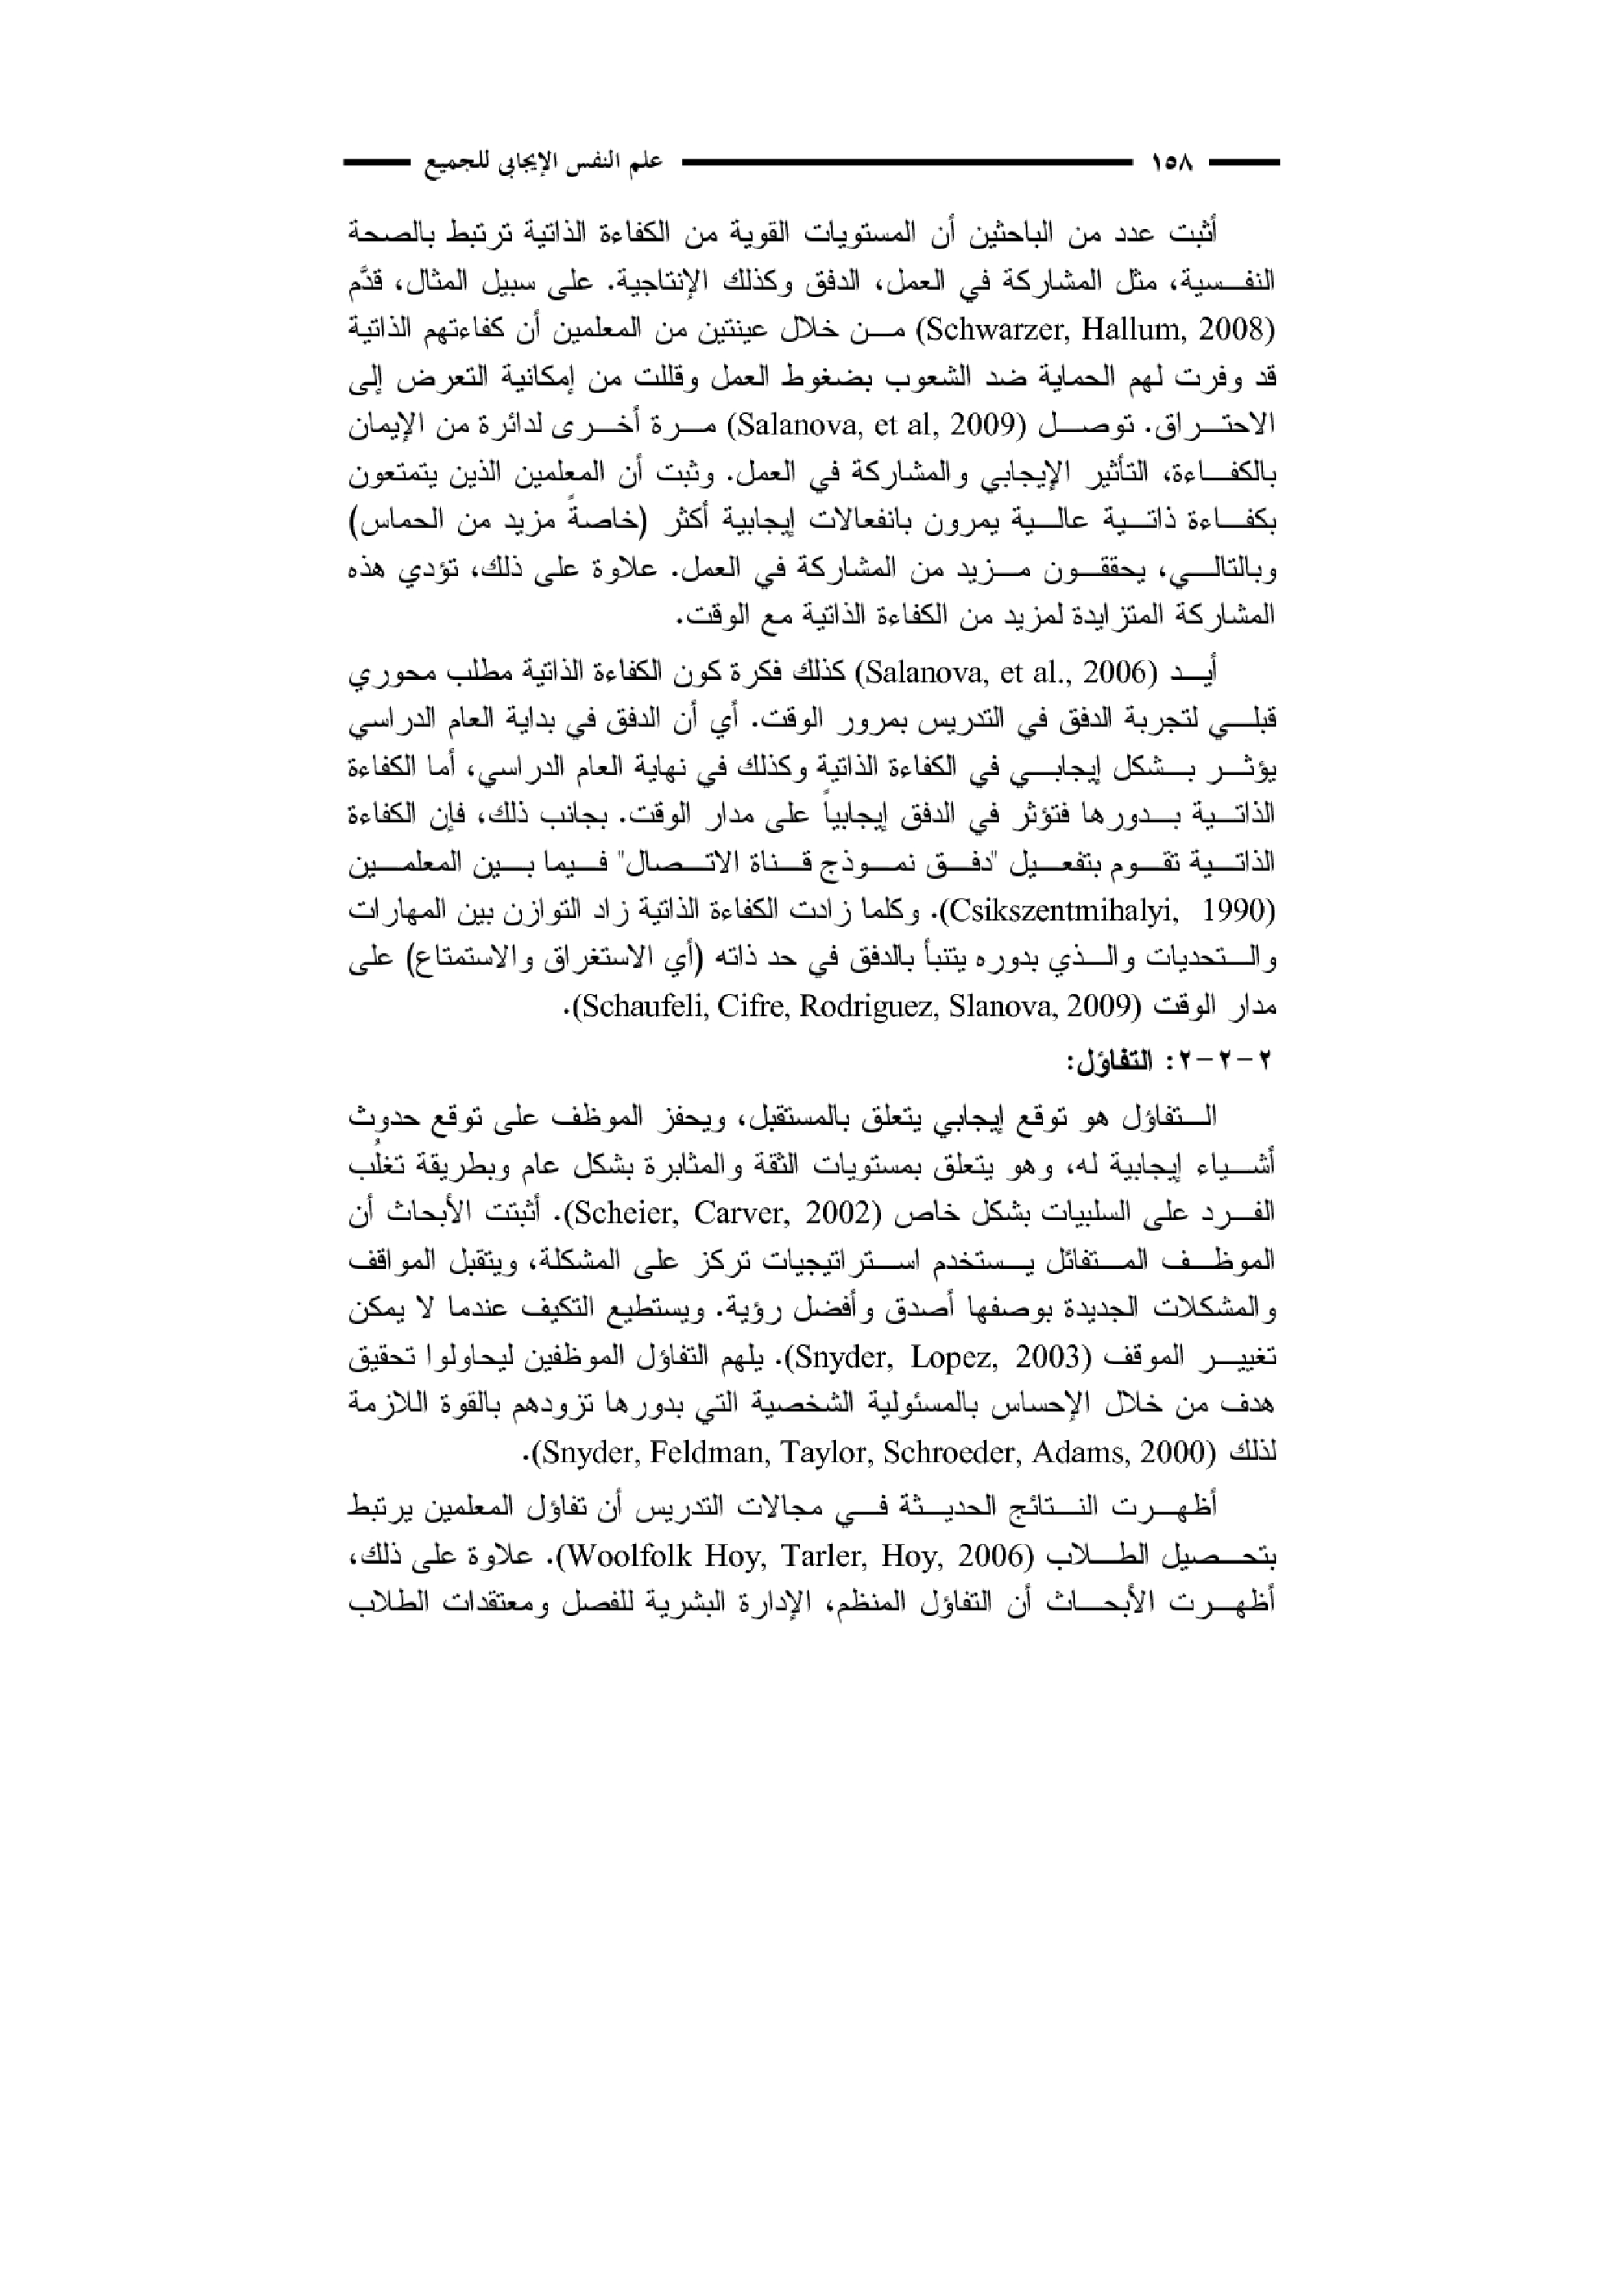 ١٥٨ علم النفس الإيجابي للجميع
أثبت عدد من الباحثين أن المستويات القوية من الكفاءة الذاتية ترتبط بالصحة
النفسية، مثل المشاركة في العمل، الدفق وكذلك الإنتاجية. على سبيل المثال، قدَّم
(Schwarzer, Hallum, 2008) من خلال عينتين من المعلمين أن كفاءتهم الذاتية
قد وفرت لهم الحماية ضد الشعوب بضغوط العمل وقللت من إمكانية التعرض إلى
الاحتراق. توصل (Salanova, et al, 2009) مرة أخرى لدائرة من الإيمان
بالكفاءة، التأثير الإيجابي والمشاركة في العمل. وثبت أن المعلمين الذين يتمتعون
بكفاءة ذاتية عالية يمرون بانفعالات إيجابية أكثر (خاصةً مزيد من الحماس)
وبالتالي، يحققون مزيد من المشاركة في العمل. علاوة على ذلك، تؤدي هذه
المشاركة المتزايدة لمزيد من الكفاءة الذاتية مع الوقت.
أيد (Salanova, et al., 2006) كذلك فكرة كون الكفاءة الذاتية مطلب محوري
قبلي لتجربة الدفق في التدريس بمرور الوقت. أي أن الدفق في بداية العام الدراسي
يؤثر بشكل إيجابي في الكفاءة الذاتية وكذلك في نهاية العام الدراسي، أما الكفاءة
الذاتية بدورها فتؤثر في الدفق إيجابياً على مدار الوقت. بجانب ذلك، فإن الكفاءة
الذاتية تقوم بتفعيل "دفق نموذج قناة الاتصال" فيما بين المعلمين
(Csikszentmihalyi, 1990). وكلما زادت الكفاءة الذاتية زاد التوازن بين المهارات
والتحديات والذي بدوره يتنبأ بالدفق في حد ذاته (أي الاستغراق والاستمتاع) على
مدار الوقت (Schaufeli, Cifre, Rodriguez, Slanova, 2009).
٢-٢-٢: التفاؤل:
التفاؤل هو توقع إيجابي يتعلق بالمستقبل، ويحفز الموظف على توقع حدوث
أشياء إيجابية له، وهو يتعلق بمستويات الثقة والمثابرة بشكل عام وبطريقة تغلُب
الفرد على السلبيات بشكل خاص (Scheier, Carver, 2002). أثبتت الأبحاث أن
الموظف المتفائل يستخدم استراتيجيات تركز على المشكلة، ويتقبل المواقف
والمشكلات الجديدة بوصفها أصدق وأفضل رؤية. ويستطيع التكيف عندما لا يمكن
تغيير الموقف (Snyder, Lopez, 2003). يلهم التفاؤل الموظفين ليحاولوا تحقيق
هدف من خلال الإحساس بالمسئولية الشخصية التي بدورها تزودهم بالقوة اللازمة
لذلك (Snyder, Feldman, Taylor, Schroeder, Adams, 2000).
أظهرت النتائج الحديثة في مجالات التدريس أن تفاؤل المعلمين يرتبط
بتحصيل الطلاب (Woolfolk Hoy, Tarler, Hoy, 2006). علاوة على ذلك،
أظهرت الأبحاث أن التفاؤل المنظم، الإدارة البشرية للفصل ومعتقدات الطلاب